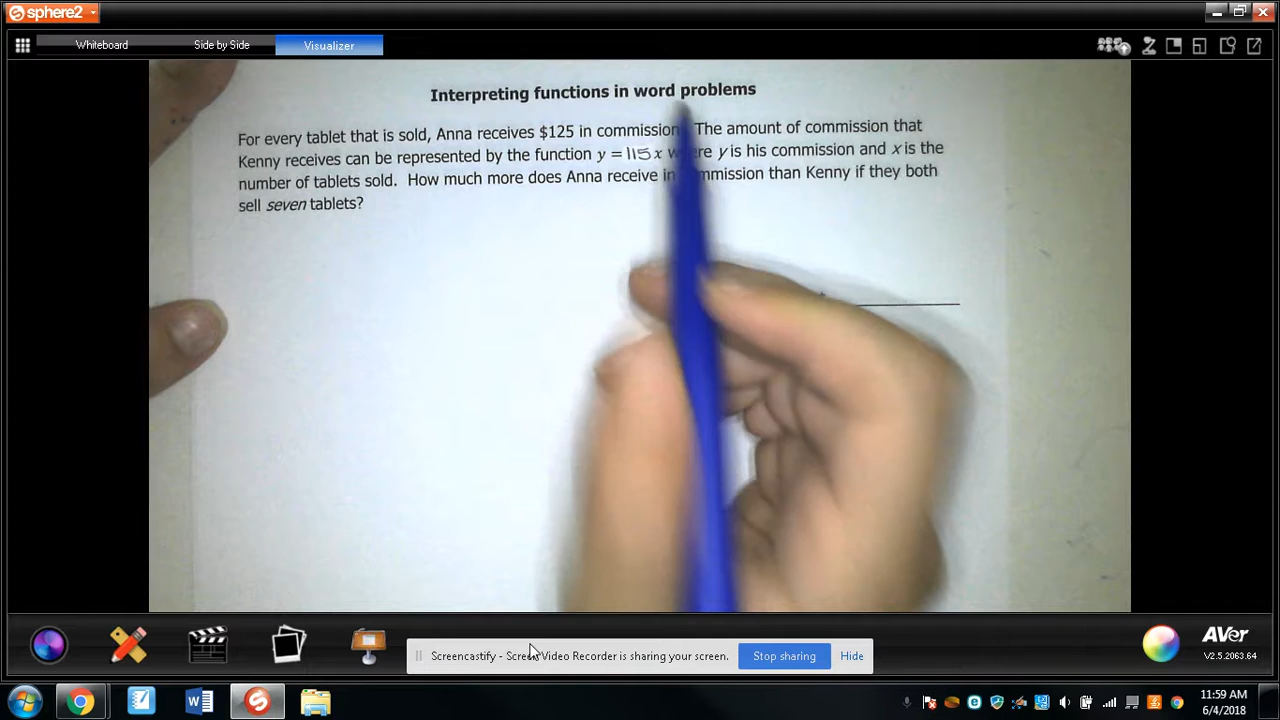 sphere2
Whiteboard
Side by Side
Visualizer
Interpreting functions in word problems
For every tablet that is sold, Anna receives $125 in commission. The amount of commission that
Kenny receives can be represented by the function y = 115 x where y is his commission and x is the
number of tablets sold. How much more does Anna receive in commission than Kenny if they both
sell seven tablets?
Screencastify - Screen Video Recorder is sharing your screen.
Stop sharing
Hide
AVer
V2.5.2063.64
11:59 AM
6/4/2018